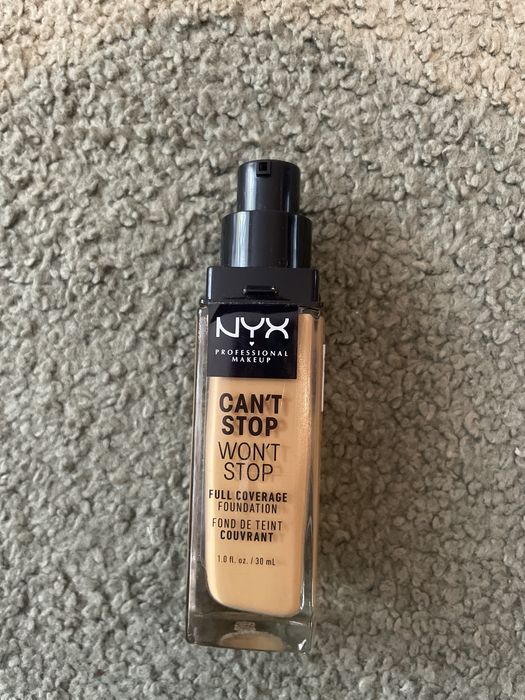 NYX
PROFESSIONAL
MAKEUP
CAN'T
STOP
WON'T
STOP
FULL COVERAGE
FOUNDATION
FOND DE TEINT
COUVRANT
1.0 fl. oz. / 30 mL